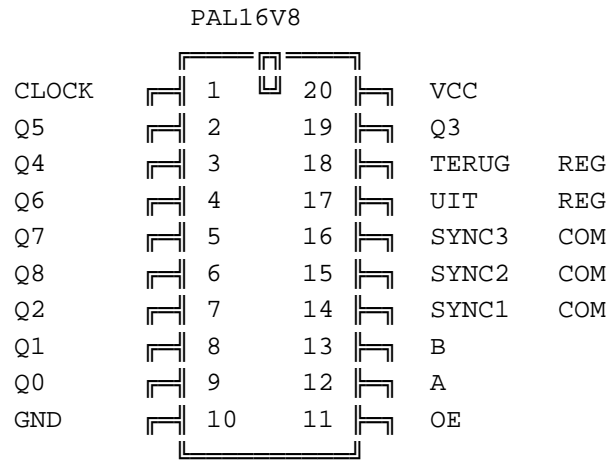 PAL16V8
CLOCK 1 20 VCC
Q5 2 19 Q3
Q4 3 18 TERUG REG
Q6 4 17 UIT REG
Q7 5 16 SYNC3 COM
Q8 6 15 SYNC2 COM
Q2 7 14 SYNC1 COM
Q1 8 13 B
Q0 9 12 A
GND 10 11 OE